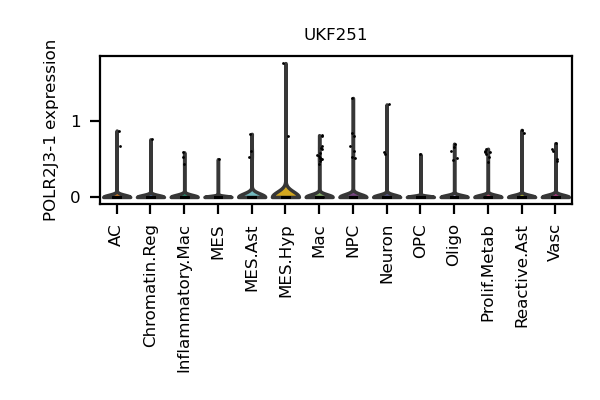 UKF251
POLR2J3-1 expression
1
0
AC
Chromatin.Reg
Inflammatory.Mac
MES
MES.Ast
MES.Hyp
Mac
NPC
Neuron
OPC
Oligo
Prolif.Metab
Reactive.Ast
Vasc